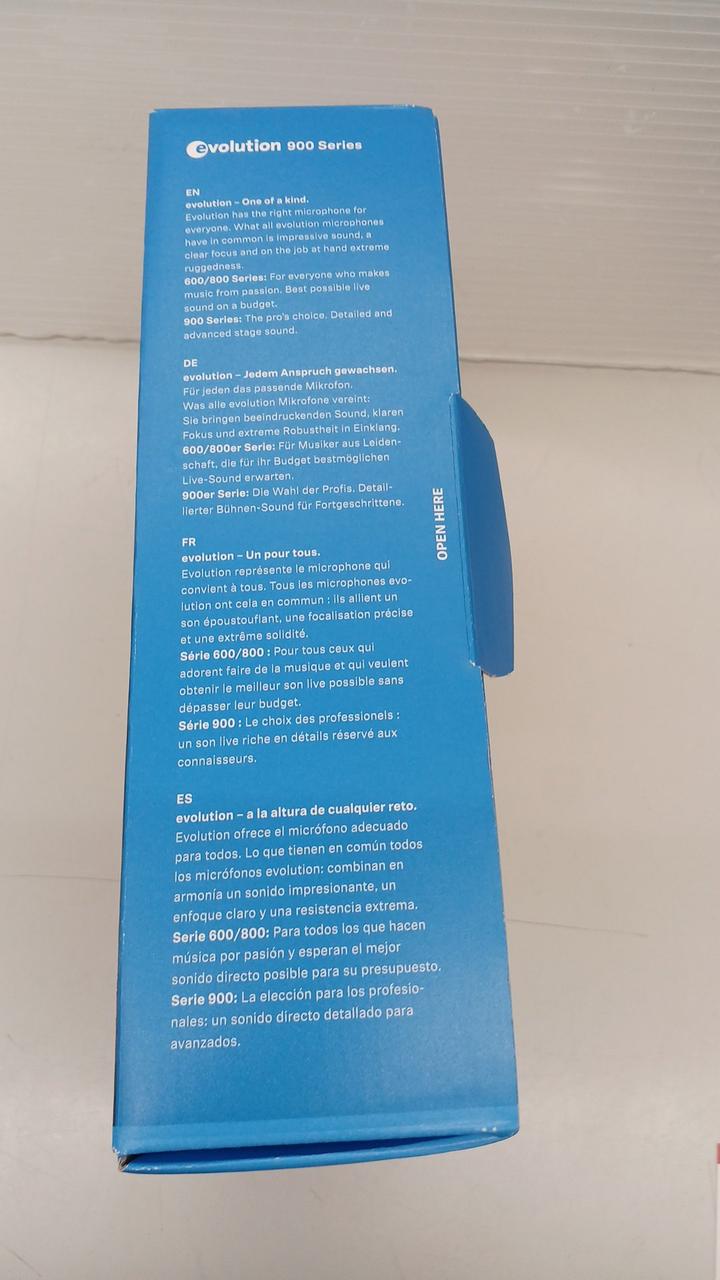 evolution 900 Series
EN
evolution – One of a kind.
Evolution has the right microphone for
everyone. What all evolution microphones
have in common is impressive sound, a
clear focus and on the job at hand extreme
ruggedness.
600/800 Series: For everyone who makes
music from passion. Best possible live
sound on a budget.
900 Series: The pro's choice. Detailed and
advanced stage sound.
DE
evolution – Jedem Anspruch gewachsen.
Für jeden das passende Mikrofon.
Was alle evolution Mikrofone vereint:
Sie bringen beeindruckenden Sound, klaren
Fokus und extreme Robustheit in Einklang.
600/800er Serie: Für Musiker aus Leiden-
schaft, die für ihr Budget bestmöglichen
Live-Sound erwarten.
900er Serie: Die Wahl der Profis. Detail-
lierter Bühnen-Sound für Fortgeschrittene.
OPEN HERE
FR
evolution – Un pour tous.
Evolution représente le microphone qui
convient à tous. Tous les microphones evo-
lution ont cela en commun : ils allient un
son époustouflant, une focalisation précise
et une extrême solidité.
Série 600/800 : Pour tous ceux qui
adorent faire de la musique et qui veulent
obtenir le meilleur son live possible sans
dépasser leur budget.
Série 900 : Le choix des professionels :
un son live riche en détails réservé aux
connaisseurs.
ES
evolution – a la altura de cualquier reto.
Evolution ofrece el micrófono adecuado
para todos. Lo que tienen en común todos
los micrófonos evolution: combinan en
armonía un sonido impresionante, un
enfoque claro y una resistencia extrema.
Serie 600/800: Para todos los que hacen
música por pasión y esperan el mejor
sonido directo posible para su presupuesto.
Serie 900: La elección para los profesio-
nales: un sonido directo detallado para
avanzados.